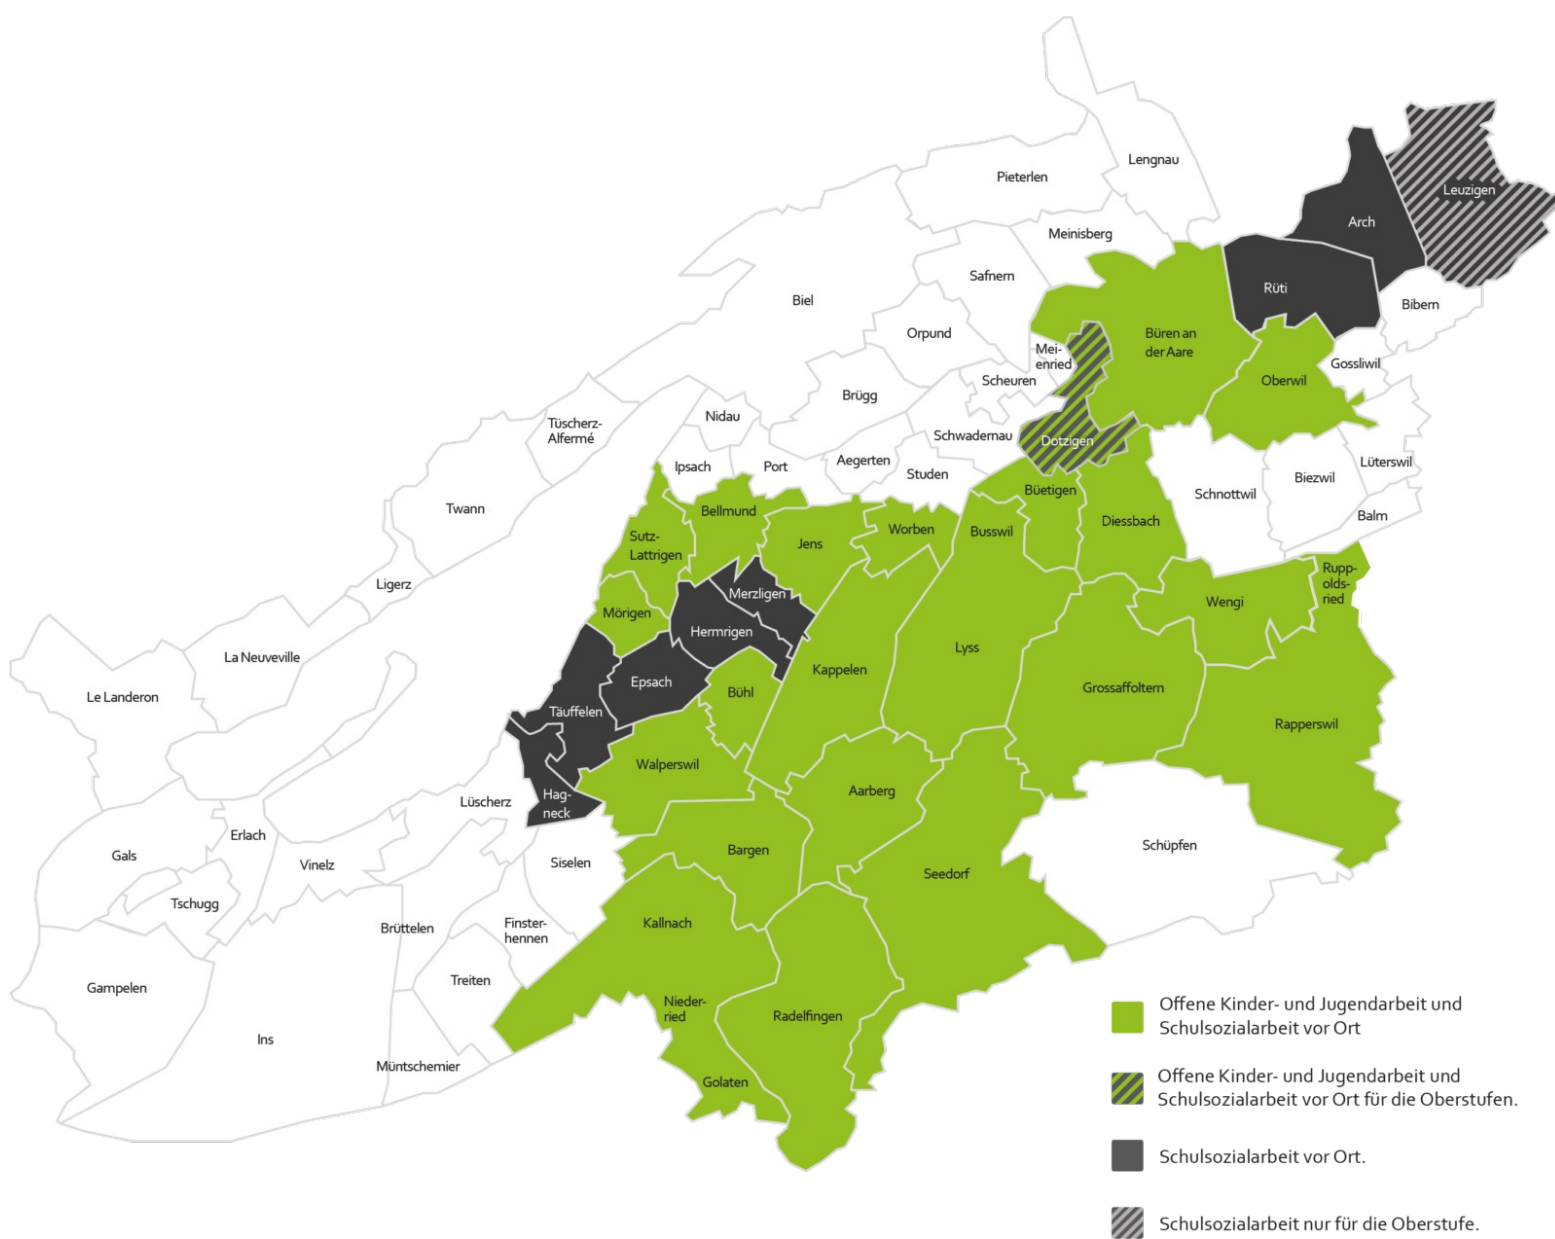 Lengnau
Pieterlen
Leuzigen
Arch
Meinisberg
Safnern
Rüti
Biel
Bibern
Orpund
Büren an
der Aare
Mei-
enried
Gossliwil
Scheuren
Oberwil
Brügg
Nidau
Tüscherz-
Alfermé
Schwadernau
Dotzigen
Ipsach
Port
Aegerten
Studen
Lüterswil
Biezwil
Büetigen
Schnottwil
Twann
Bellmund
Balm
Diessbach
Worben
Busswil
Sutz-
Lattrigen
Jens
Rupp-
olds-
ried
Ligerz
Merzligen
Wengi
Mörigen
Hermrigen
La Neuveville
Lyss
Kappelen
Epsach
Bühl
Grossaffoltern
Le Landeron
Täuffelen
Rapperswil
Walperswil
Aarberg
Hag-
neck
Lüscherz
Erlach
Schüpfen
Bargen
Gals
Vinelz
Siselen
Seedorf
Tschugg
Kallnach
Brüttelen
Finster-
hennen
Treiten
Gampelen
Nieder-
ried
Radelfingen
Ins
Müntschemier
Golaten
Offene Kinder- und Jugendarbeit und
Schulsozialarbeit vor Ort
Offene Kinder- und Jugendarbeit und
Schulsozialarbeit vor Ort für die Oberstufen.
Schulsozialarbeit vor Ort.
Schulsozialarbeit nur für die Oberstufe.